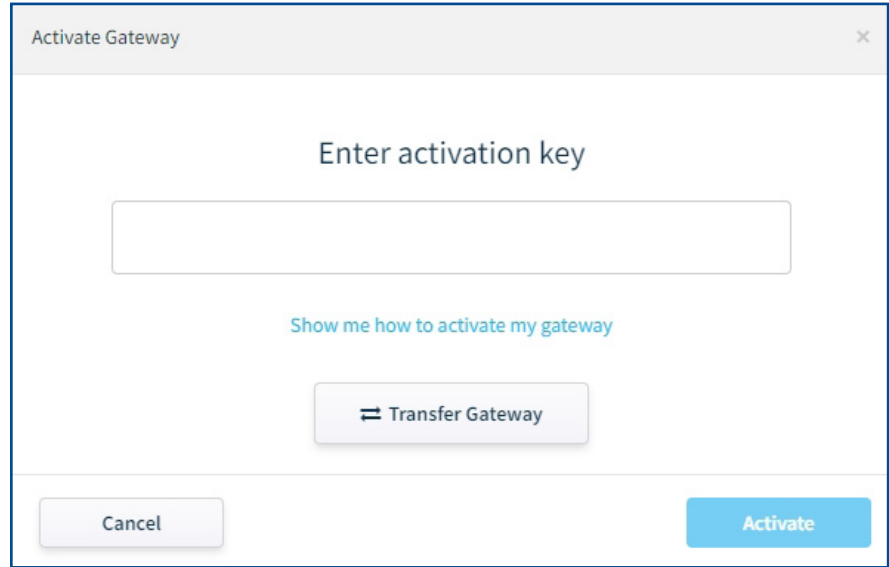 Activate Gateway ×
Enter activation key
Show me how to activate my gateway
⇄ Transfer Gateway
Cancel Activate